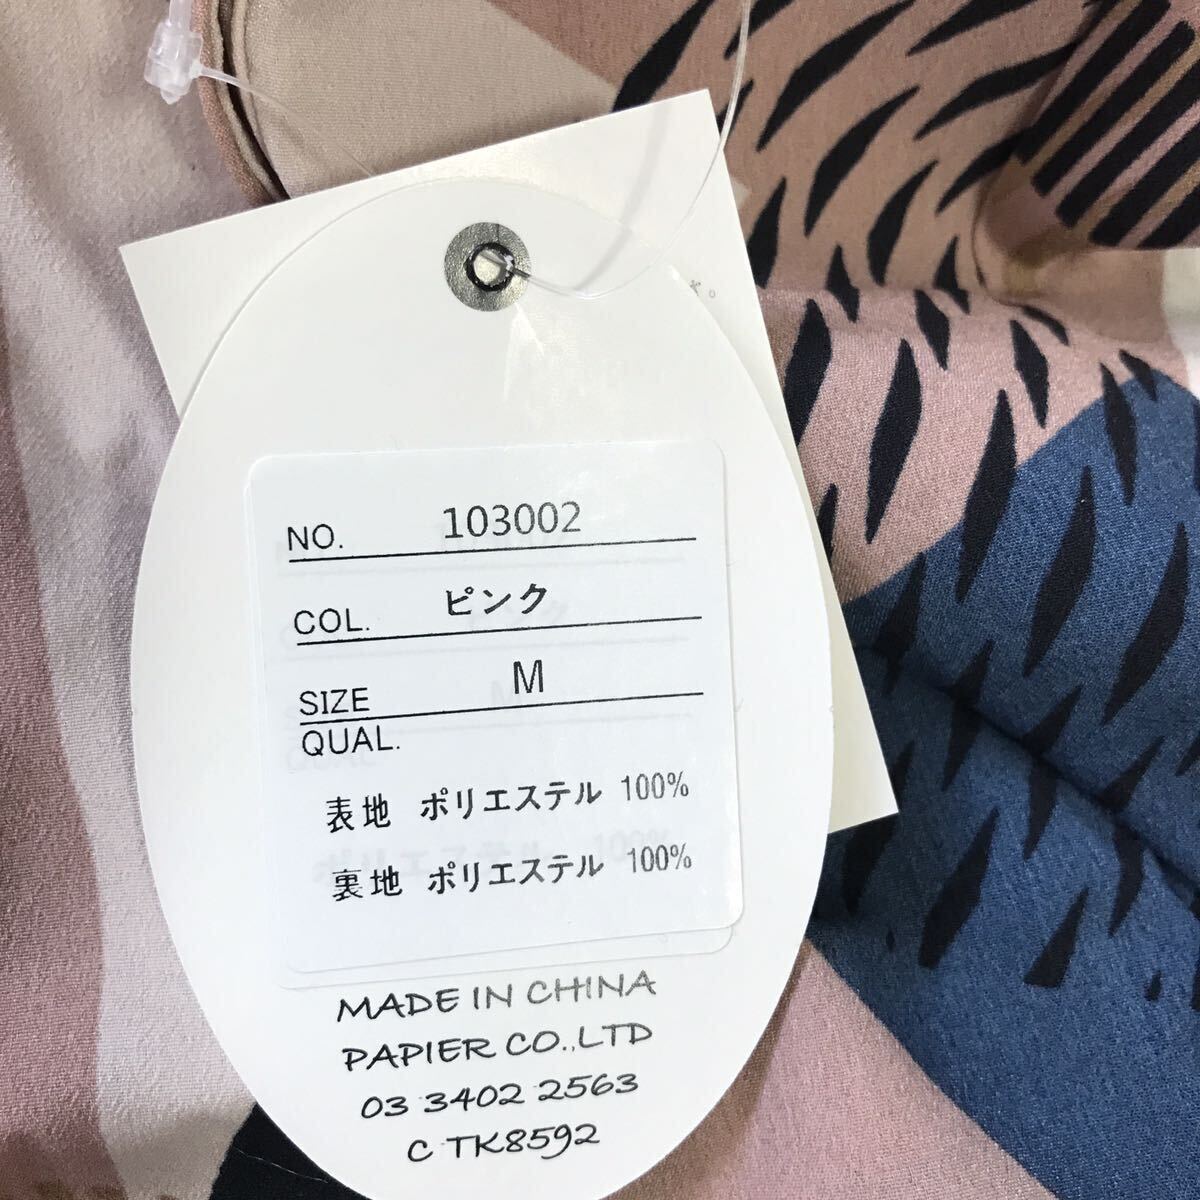 NO. 103002
COL. ピンク
SIZE M
QUAL.
表地 ポリエステル 100%
裏地 ポリエステル 100%
MADE IN CHINA
PAPIER CO.,LTD
03 3402 2563
C TK8592